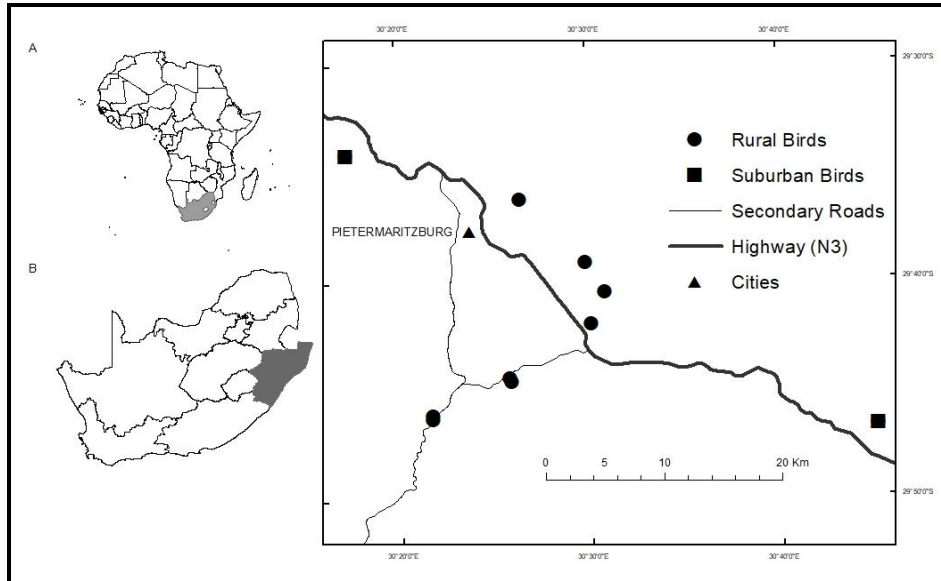 A
B
30°20'0"E
30°30'0"E
30°40'0"E
29°30'0"S
Rural Birds
Suburban Birds
Secondary Roads
PIETERMARITZBURG
Highway (N3)
Cities
29°40'0"S
0 5 10 20 Km
29°50'0"S
30°20'0"E
30°30'0"E
30°40'0"E